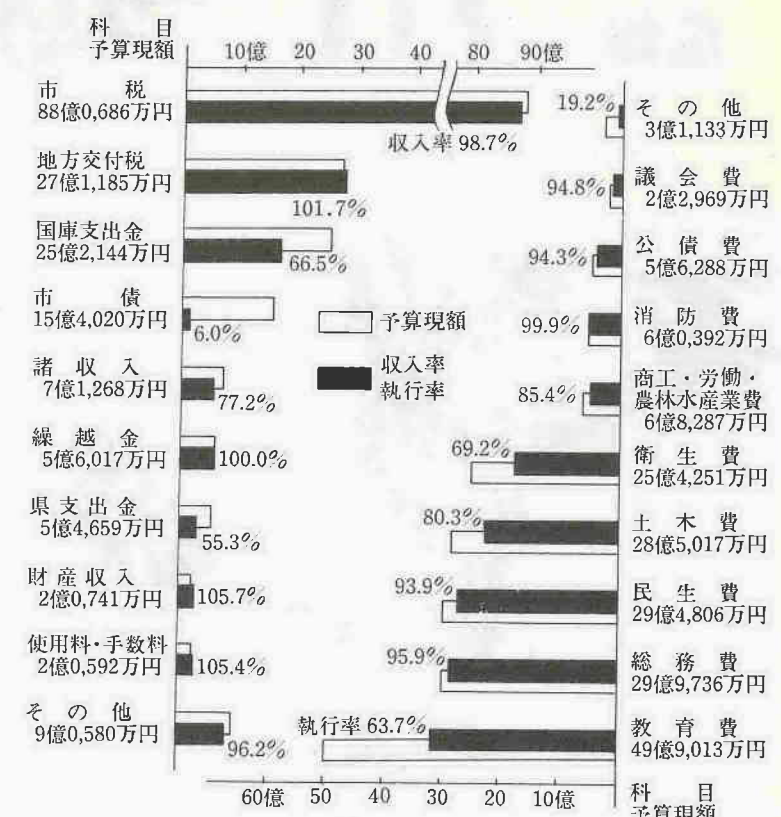 科 目
予算現額
10億 20 30 40 80 90億
市 税
88億0,686万円
収入率 98.7%
地方交付税
27億1,185万円
101.7%
国庫支出金
25億2,144万円
66.5%
市 債
15億4,020万円
6.0%
諸収入
7億1,268万円
77.2%
繰越金
5億6,017万円
100.0%
県支出金
5億4,659万円
55.3%
財産収入
2億0,741万円
105.7%
使用料・手数料
2億0,592万円
105.4%
その他
9億0,580万円
96.2%
予算現額
収入率
執行率
19.2%
その他
3億1,133万円
94.8%
議会費
2億2,969万円
94.3%
公債費
5億6,288万円
99.9%
消防費
6億0,392万円
85.4%
商工・労働・
農林水産業費
6億8,287万円
69.2%
衛生費
25億4,251万円
80.3%
土木費
28億5,017万円
93.9%
民生費
29億4,806万円
95.9%
総務費
29億9,736万円
執行率 63.7%
教育費
49億9,013万円
60億 50 40 30 20 10億
科 目
予算現額